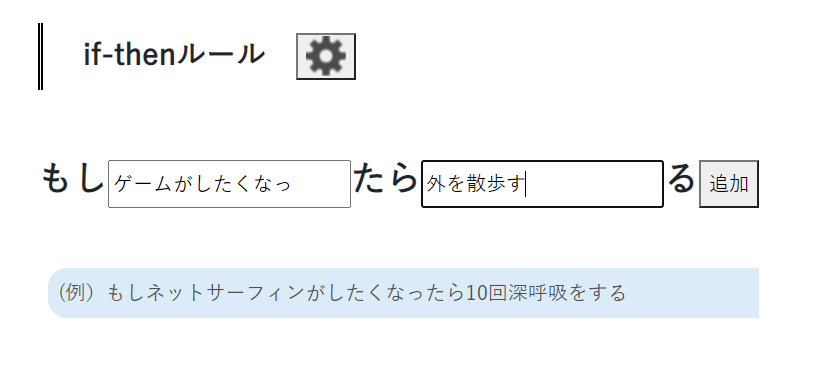 if-thenルール
もしゲームがしたくなったら外を散歩する追加
(例）もしネットサーフィンがしたくなったら10回深呼吸をする